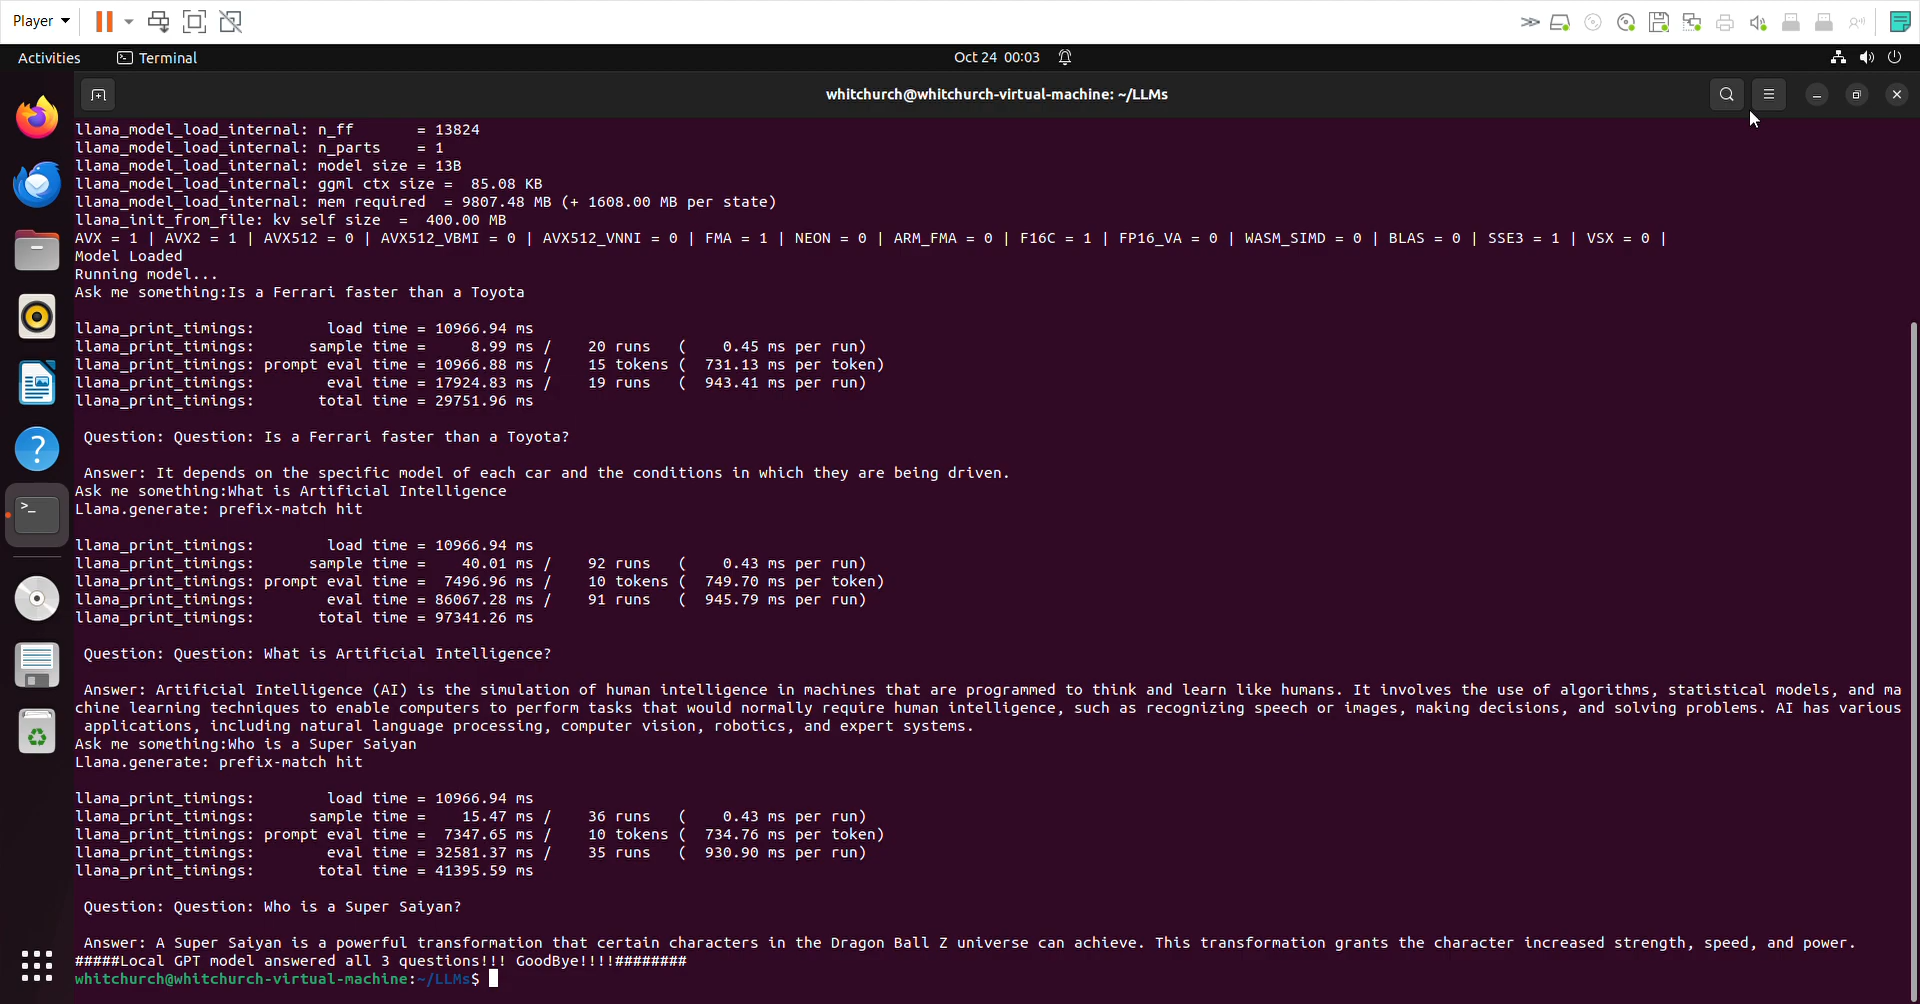 Player
Activities Terminal Oct 24 00:03
whitchurch@whitchurch-virtual-machine: ~/LLMs
llama_model_load_internal: n_ff       = 13824
llama_model_load_internal: n_parts    = 1
llama_model_load_internal: model size = 13B
llama_model_load_internal: ggml ctx size =  85.08 KB
llama_model_load_internal: mem required  = 9807.48 MB (+ 1608.00 MB per state)
llama_init_from_file: kv self size  =  400.00 MB
AVX = 1 | AVX2 = 1 | AVX512 = 0 | AVX512_VBMI = 0 | AVX512_VNNI = 0 | FMA = 1 | NEON = 0 | ARM_FMA = 0 | F16C = 1 | FP16_VA = 0 | WASM_SIMD = 0 | BLAS = 0 | SSE3 = 1 | VSX = 0 |
Model Loaded
Running model...
Ask me something:Is a Ferrari faster than a Toyota
llama_print_timings:        load time = 10966.94 ms
llama_print_timings:      sample time =     8.99 ms /    20 runs   (    0.45 ms per run)
llama_print_timings: prompt eval time = 10966.88 ms /    15 tokens (  731.13 ms per token)
llama_print_timings:        eval time = 17924.83 ms /    19 runs   (  943.41 ms per run)
llama_print_timings:       total time = 29751.96 ms
Question: Question: Is a Ferrari faster than a Toyota?
Answer: It depends on the specific model of each car and the conditions in which they are being driven.
Ask me something:What is Artificial Intelligence
Llama.generate: prefix-match hit
llama_print_timings:        load time = 10966.94 ms
llama_print_timings:      sample time =    40.01 ms /    92 runs   (    0.43 ms per run)
llama_print_timings: prompt eval time =  7496.96 ms /    10 tokens (  749.70 ms per token)
llama_print_timings:        eval time = 86067.28 ms /    91 runs   (  945.79 ms per run)
llama_print_timings:       total time = 97341.26 ms
Question: Question: What is Artificial Intelligence?
Answer: Artificial Intelligence (AI) is the simulation of human intelligence in machines that are programmed to think and learn like humans. It involves the use of algorithms, statistical models, and ma
chine learning techniques to enable computers to perform tasks that would normally require human intelligence, such as recognizing speech or images, making decisions, and solving problems. AI has various
applications, including natural language processing, computer vision, robotics, and expert systems.
Ask me something:Who is a Super Saiyan
Llama.generate: prefix-match hit
llama_print_timings:        load time = 10966.94 ms
llama_print_timings:      sample time =    15.47 ms /    36 runs   (    0.43 ms per run)
llama_print_timings: prompt eval time =  7347.65 ms /    10 tokens (  734.76 ms per token)
llama_print_timings:        eval time = 32581.37 ms /    35 runs   (  930.90 ms per run)
llama_print_timings:       total time = 41395.59 ms
Question: Question: Who is a Super Saiyan?
Answer: A Super Saiyan is a powerful transformation that certain characters in the Dragon Ball Z universe can achieve. This transformation grants the character increased strength, speed, and power.
#####Local GPT model answered all 3 questions!!! GoodBye!!!!########
whitchurch@whitchurch-virtual-machine:~/LLMs$